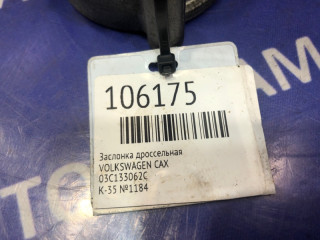 106175
Заслонка дроссельная
VOLKSWAGEN CAX
03C133062C
К-35 №1184